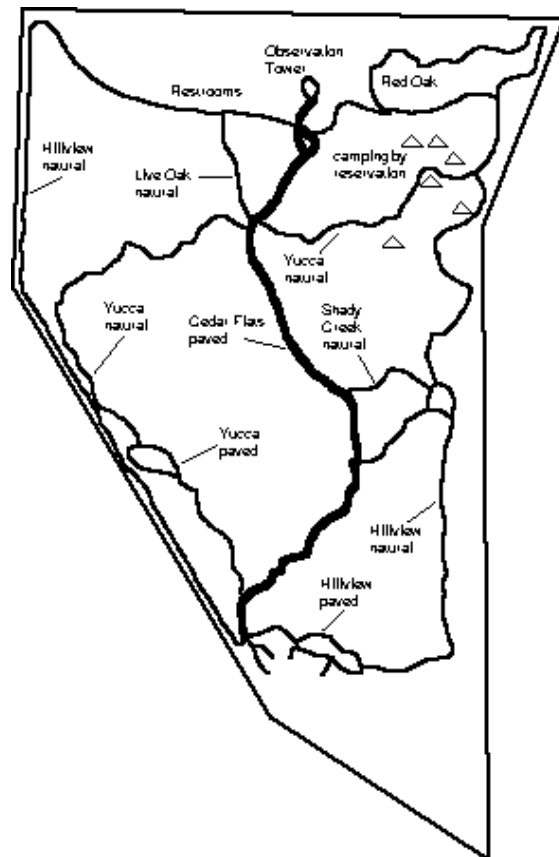 Observation
Tower
Restrooms
Red Oak
Hillview
natural
Live Oak
natural
camping by
reservation
Yucca
natural
Yucca
natural
Cedar Flats
paved
Shady
Creek
natural
Yucca
paved
Hillview
natural
Hillview
paved